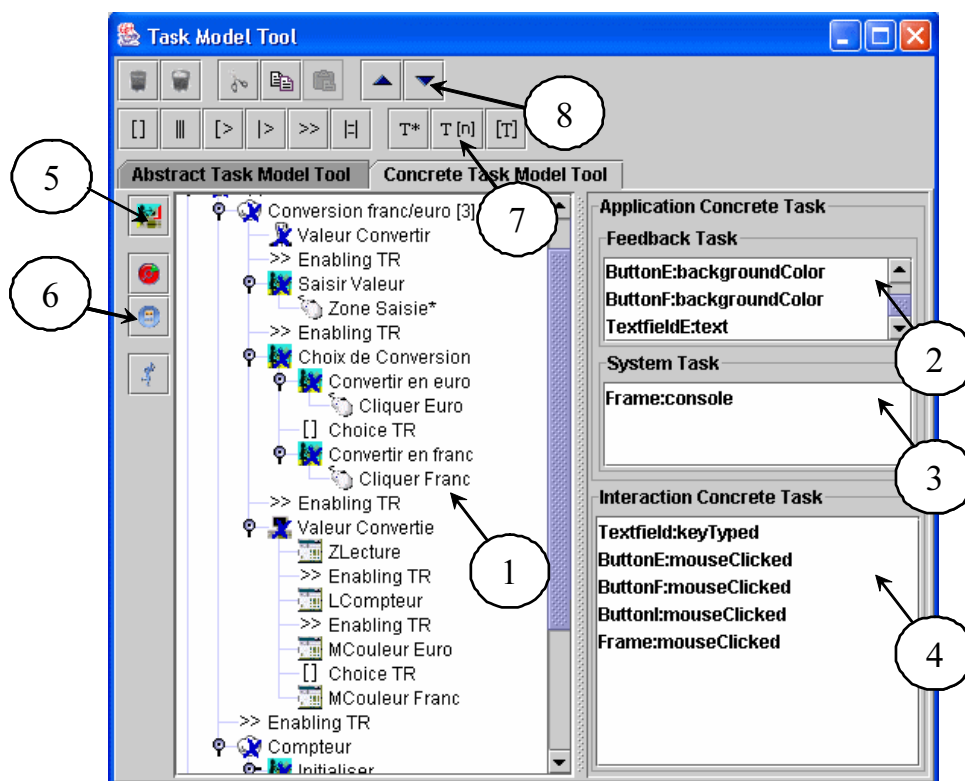 Task Model Tool
8
[] ||| [> |> >> |=| T* T [n] [T]
5
Abstract Task Model Tool Concrete Task Model Tool
7
6
Conversion franc/euro [3]
Valeur Convertir
>> Enabling TR
Saisir Valeur
Zone Saisie*
>> Enabling TR
Choix de Conversion
Convertir en euro
Cliquer Euro
[] Choice TR
Convertir en franc
Cliquer Franc
>> Enabling TR
Valeur Convertie
ZLecture
>> Enabling TR
LCompteur
>> Enabling TR
MCouleur Euro
[] Choice TR
MCouleur Franc
>> Enabling TR
Compteur
Initialiser
1
Application Concrete Task
Feedback Task
ButtonE:backgroundColor
ButtonF:backgroundColor
TextfieldE:text
2
System Task
Frame:console
3
Interaction Concrete Task
Textfield:keyTyped
ButtonE:mouseClicked
ButtonF:mouseClicked
ButtonI:mouseClicked
Frame:mouseClicked
4